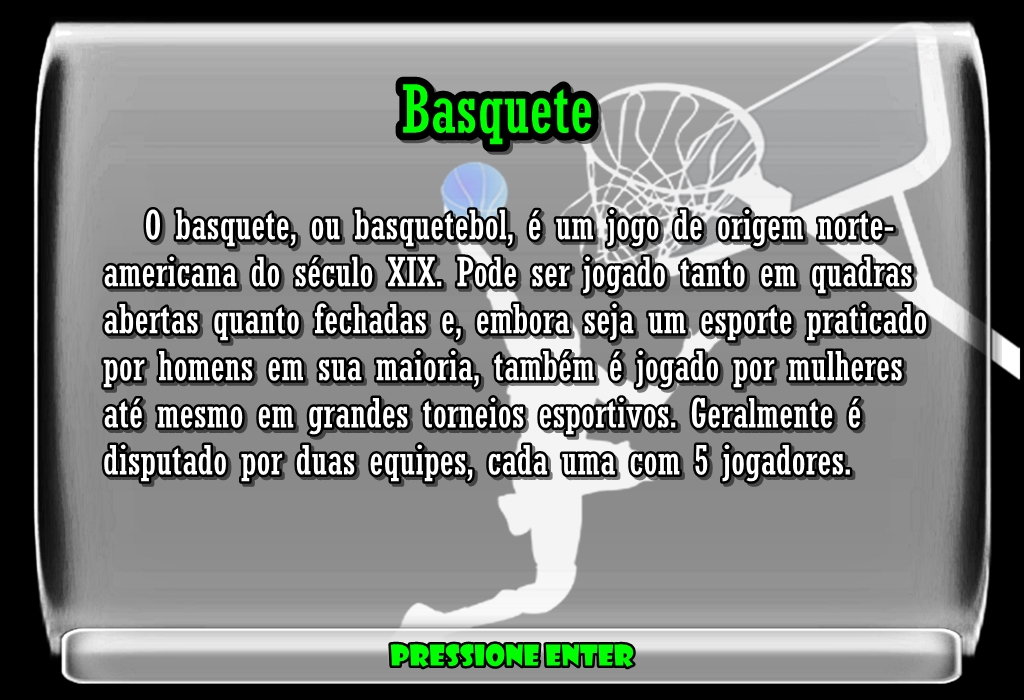 Basquete
O basquete, ou basquetebol, é um jogo de origem norte-
americana do século XIX. Pode ser jogado tanto em quadras
abertas quanto fechadas e, embora seja um esporte praticado
por homens em sua maioria, também é jogado por mulheres
até mesmo em grandes torneios esportivos. Geralmente é
disputado por duas equipes, cada uma com 5 jogadores.
PRESSIONE ENTER